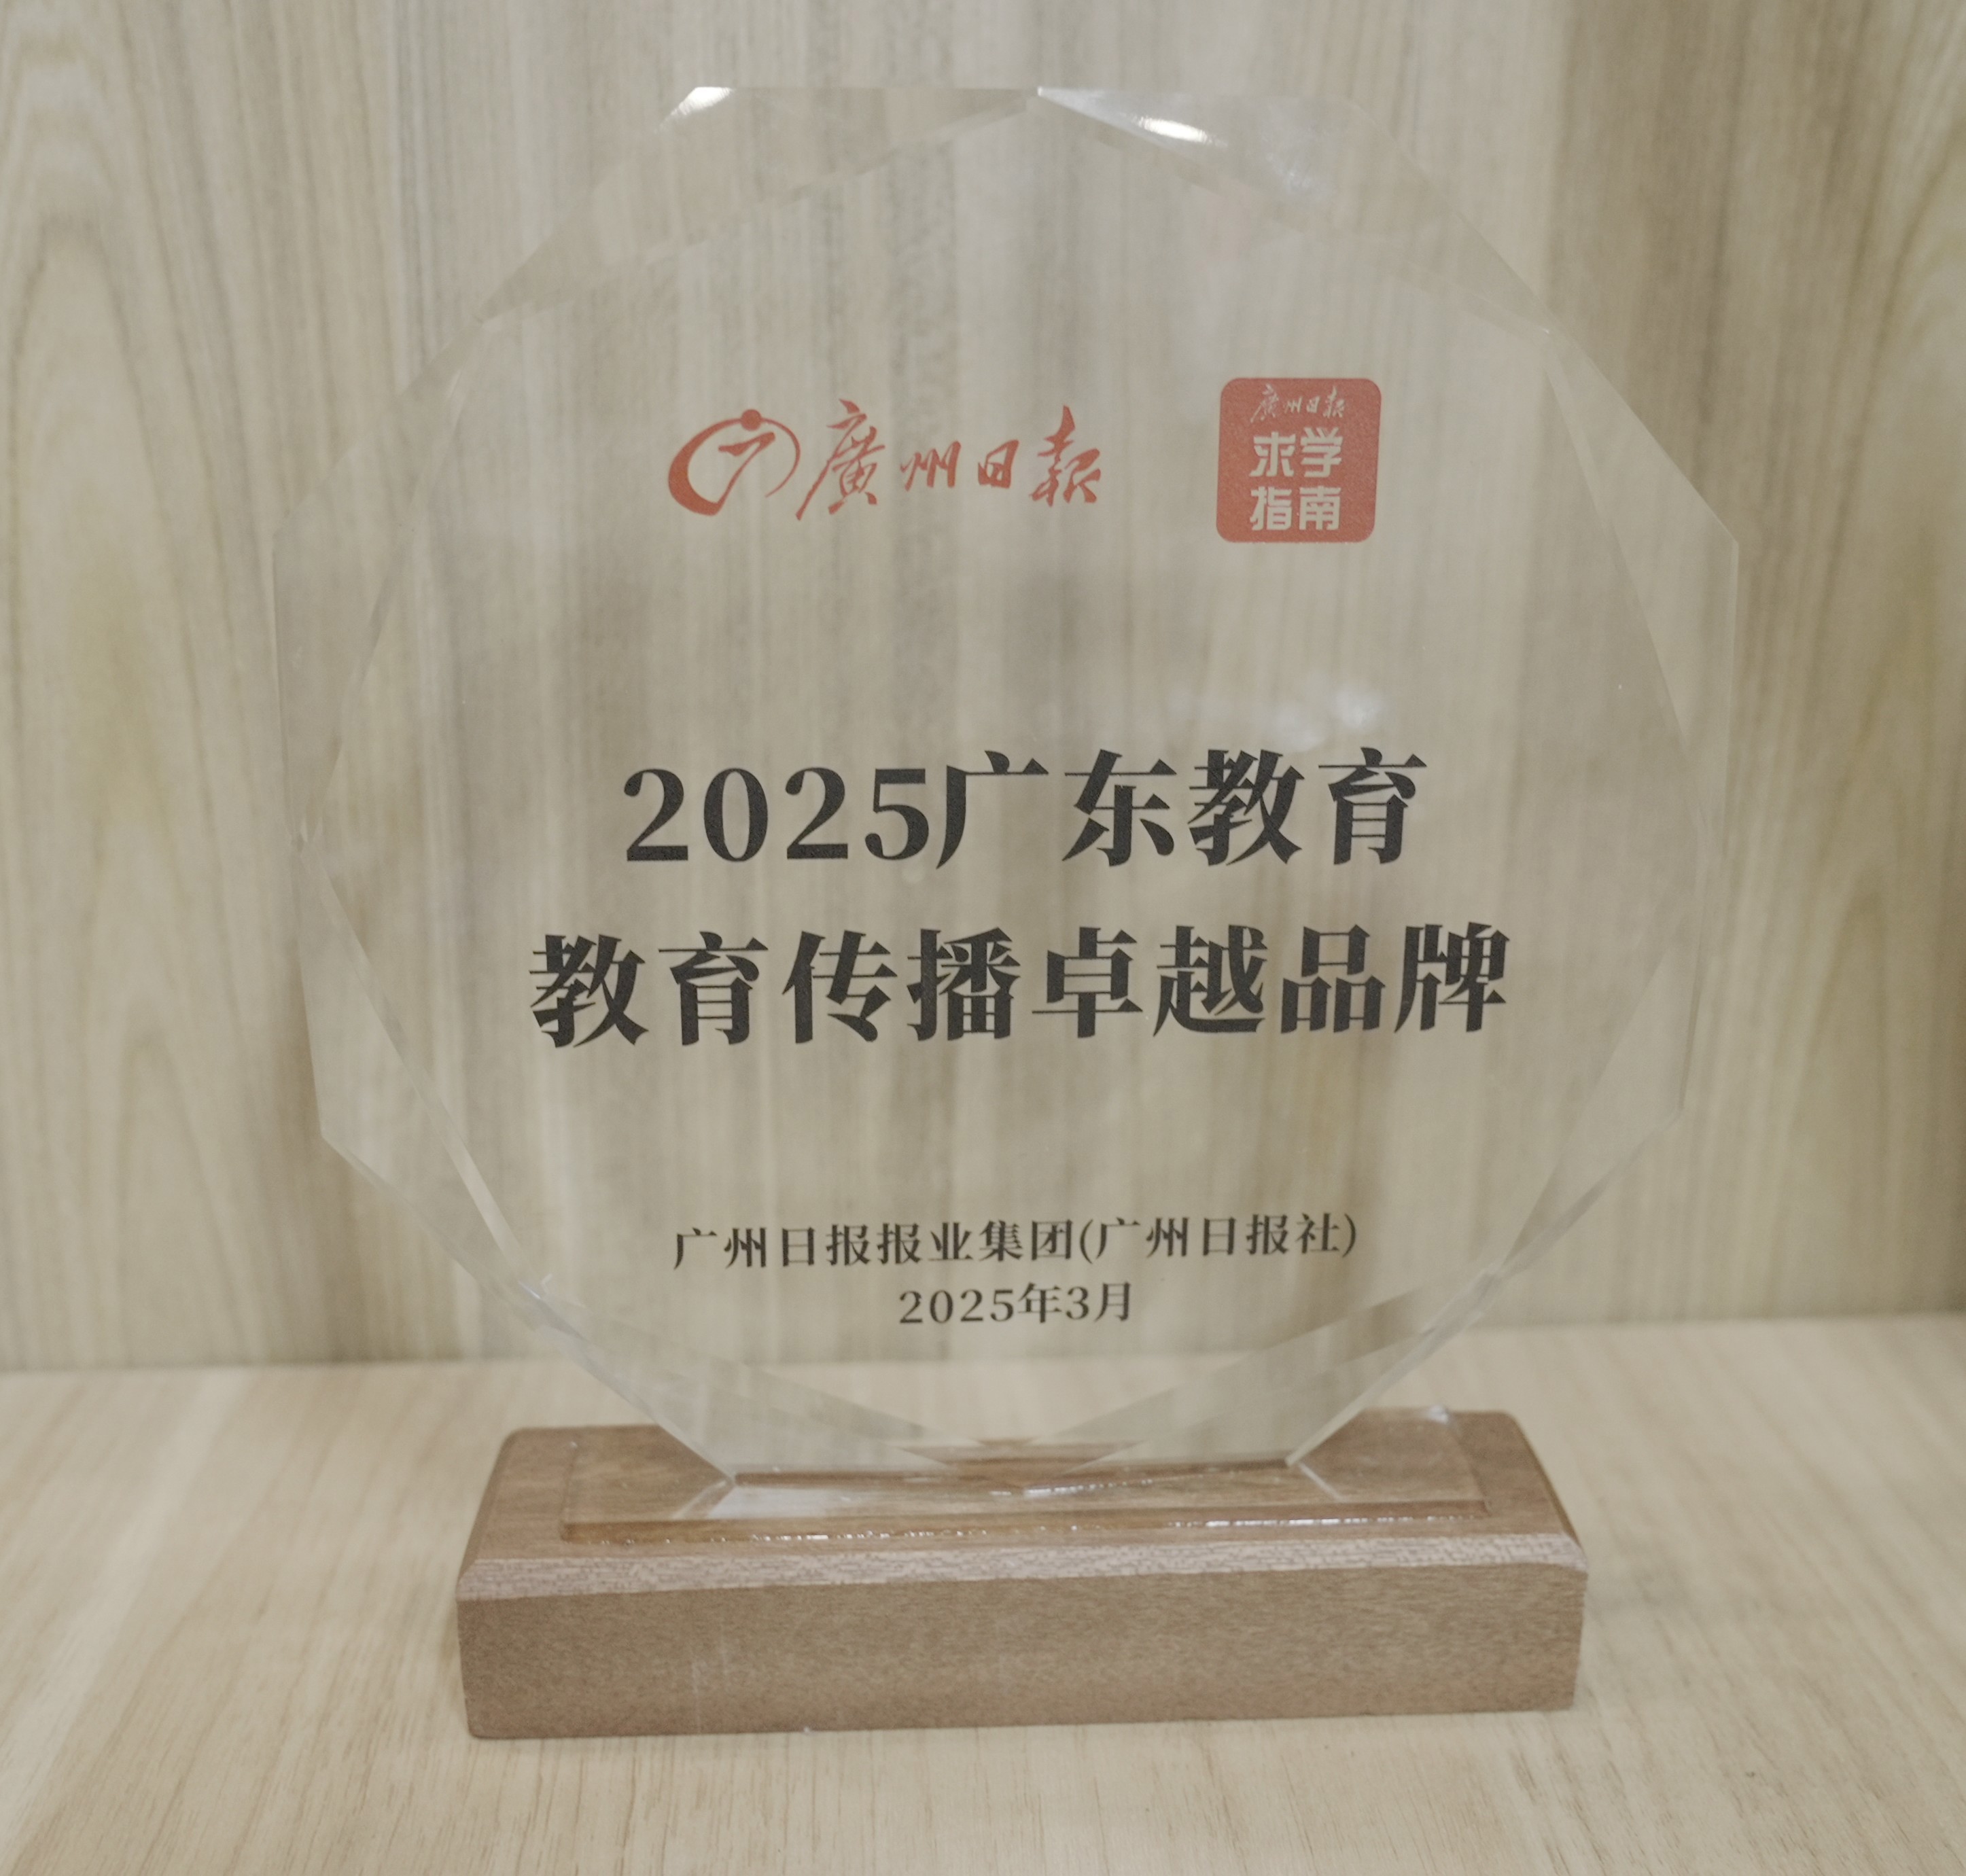 廣州日報
廣州日報
求学
指南
2025广东教育
教育传播卓越品牌
广州日报报业集团(广州日报社)
2025年3月